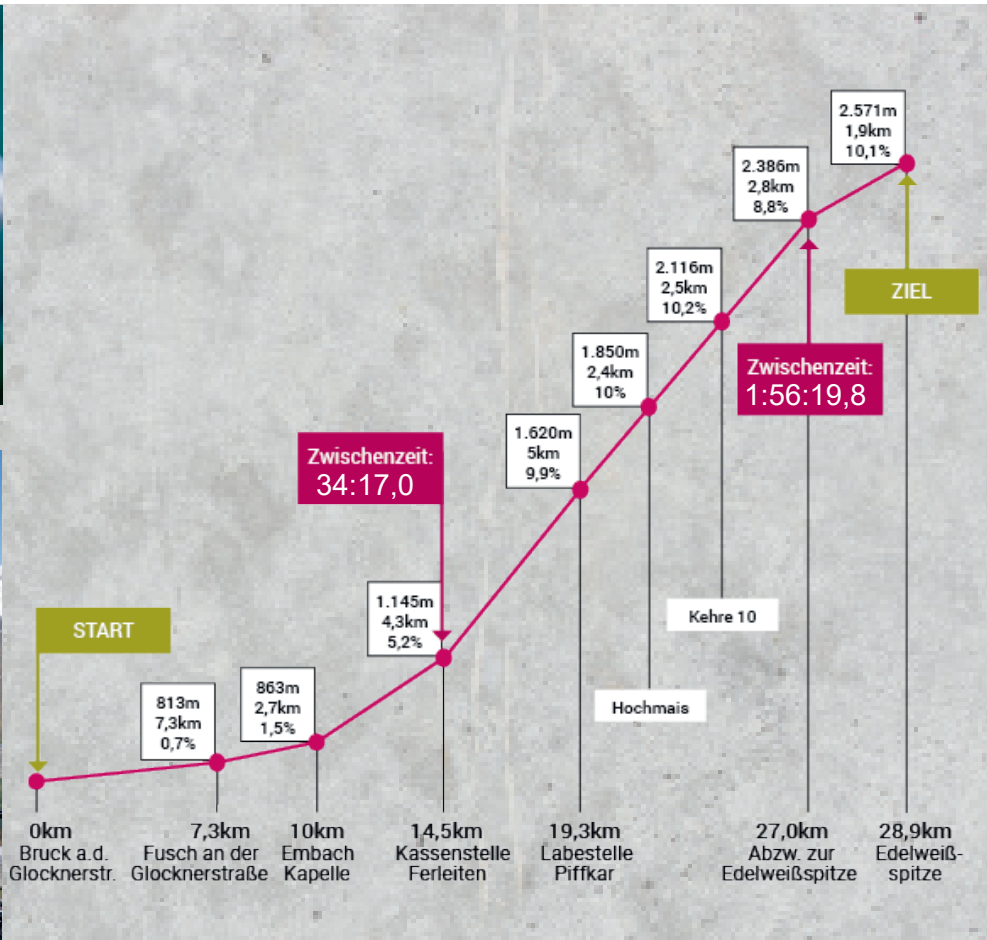 2.571m
1,9km
10,1%
2.386m
2,8km
8,8%
2.116m
2,5km
10,2%
ZIEL
1.850m
2,4km
10%
Zwischenzeit:
1:56:19,8
1.620m
5km
9,9%
Zwischenzeit:
34:17,0
1.145m
4,3km
5,2%
Kehre 10
START
863m
2,7km
1,5%
813m
7,3km
0,7%
Hochmais
0km
Bruck a.d.
Glocknerstr.
7,3km
Fusch an der
Glocknerstraße
10km
Embach
Kapelle
14,5km
Kassenstelle
Ferleiten
19,3km
Labestelle
Piffkar
27,0km
Abzw. zur
Edelweißspitze
28,9km
Edelweiß-
spitze